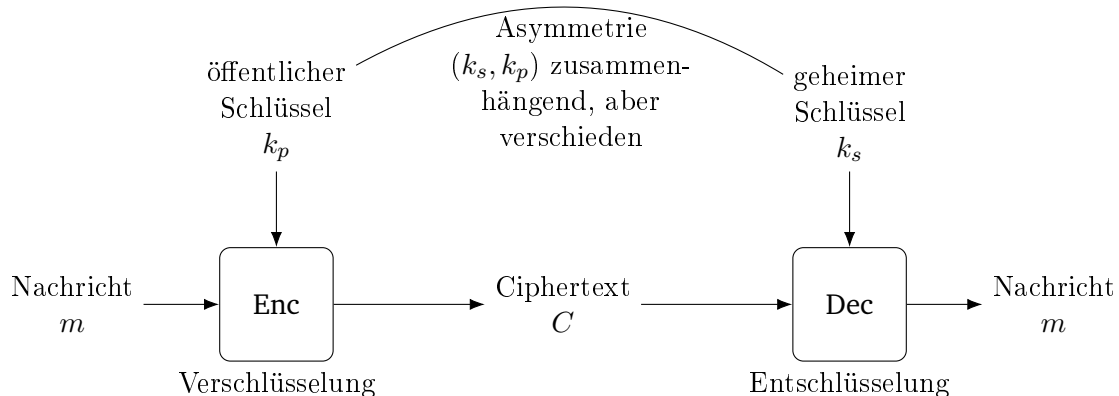 Asymmetrie
(k_s, k_p) zusammen-
hängend, aber
verschieden
öffentlicher
Schlüssel
k_p
geheimer
Schlüssel
k_s
Nachricht
m
Enc
Verschlüsselung
Ciphertext
C
Dec
Entschlüsselung
Nachricht
m